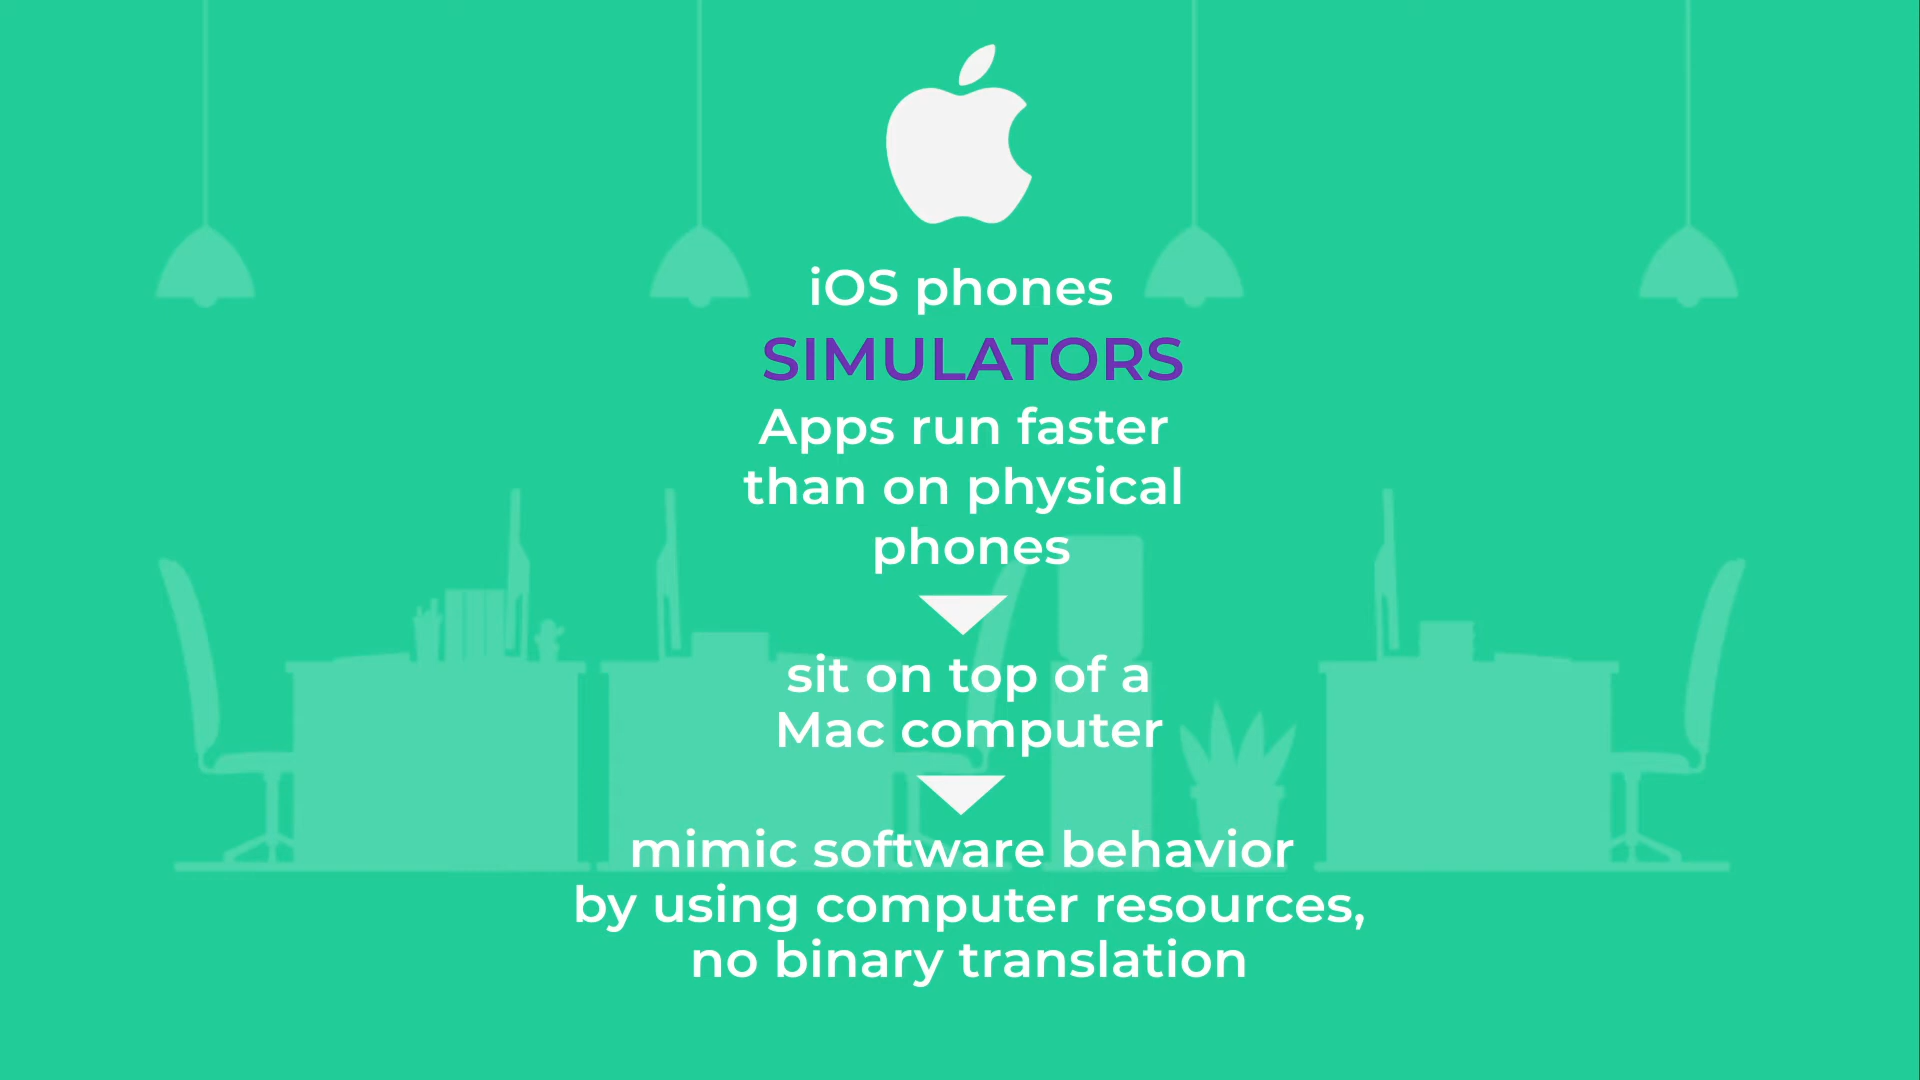 iOS phones
SIMULATORS
Apps run faster
than on physical
phones
sit on top of a
Mac computer
mimic software behavior
by using computer resources,
no binary translation